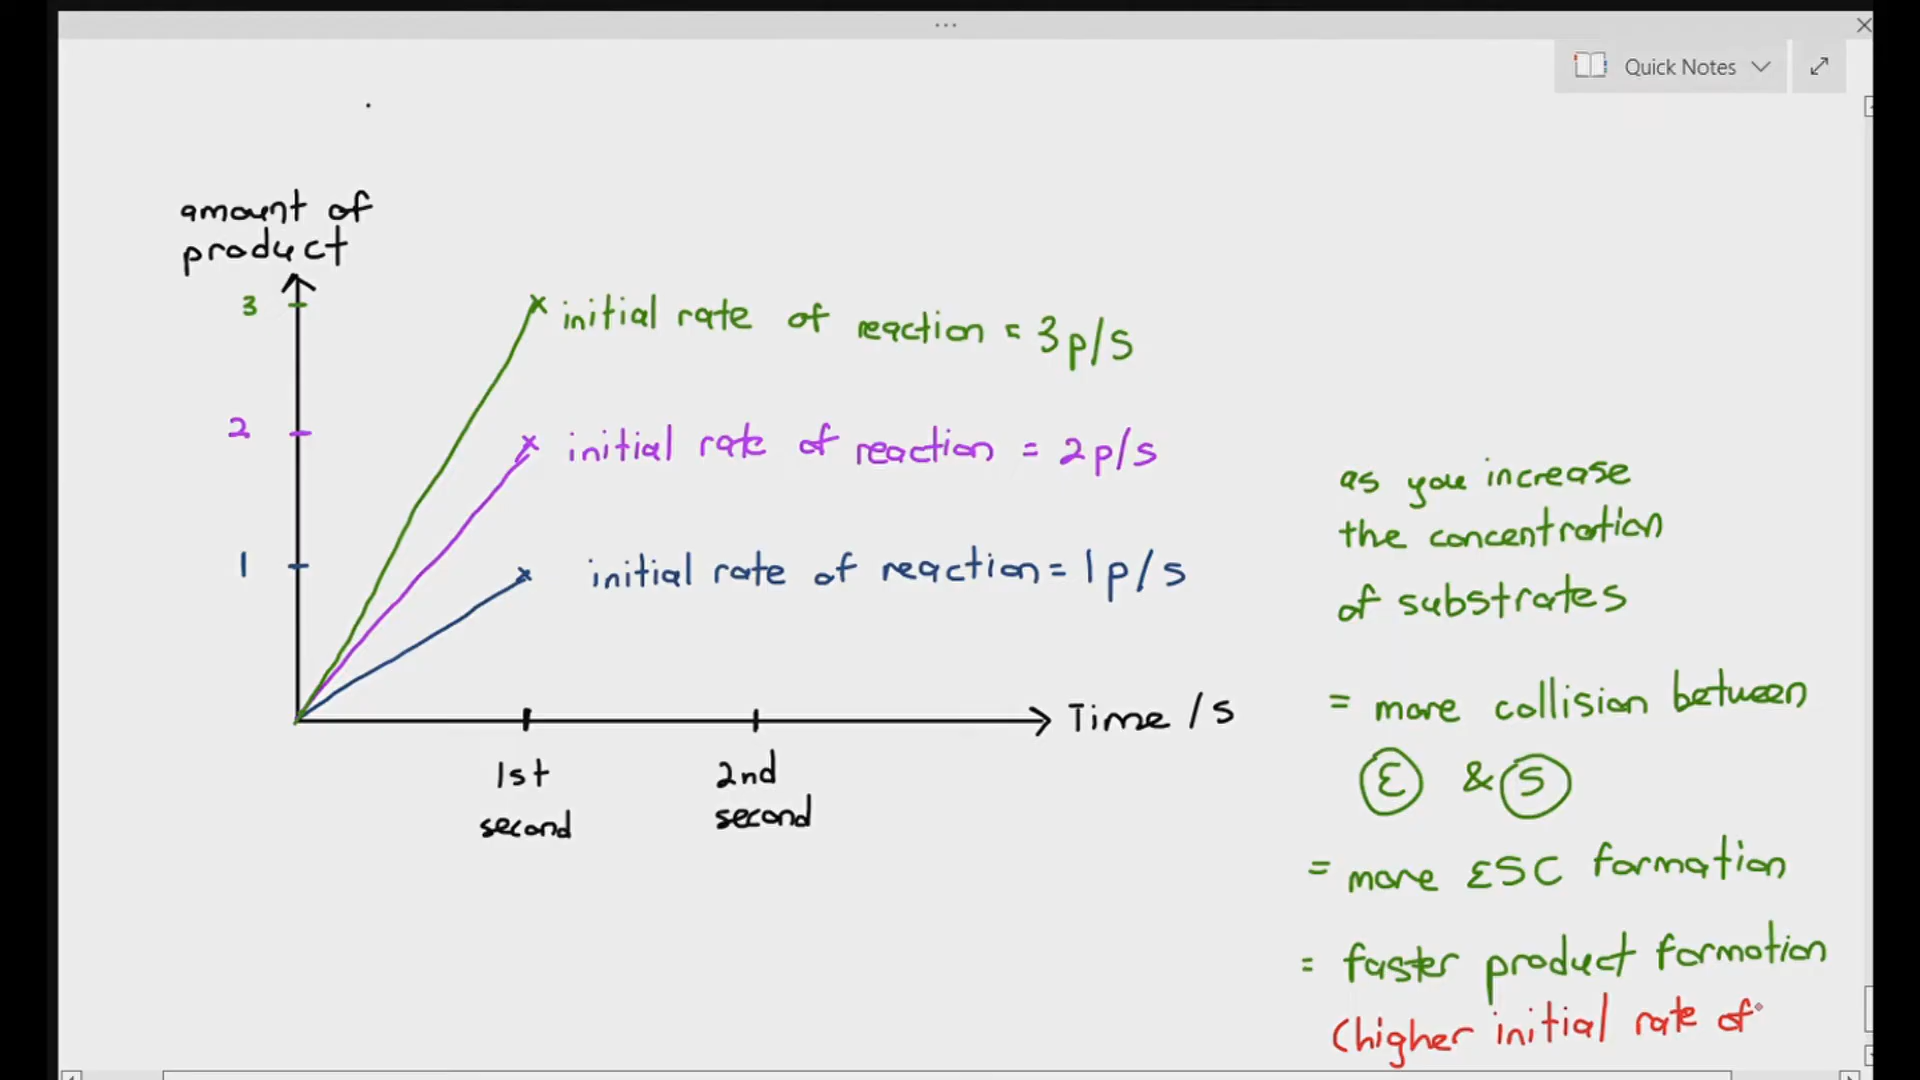 ...
Quick Notes
amount of
product
3
initial rate of reaction = 3p/s
2
initial rate of reaction = 2p/s
1
initial rate of reaction = 1p/s
Time /s
1st
second
2nd
second
as you increase
the concentration
of substrates
= more collision between
E & S
= more ESC formation
= faster product formation
(higher initial rate of